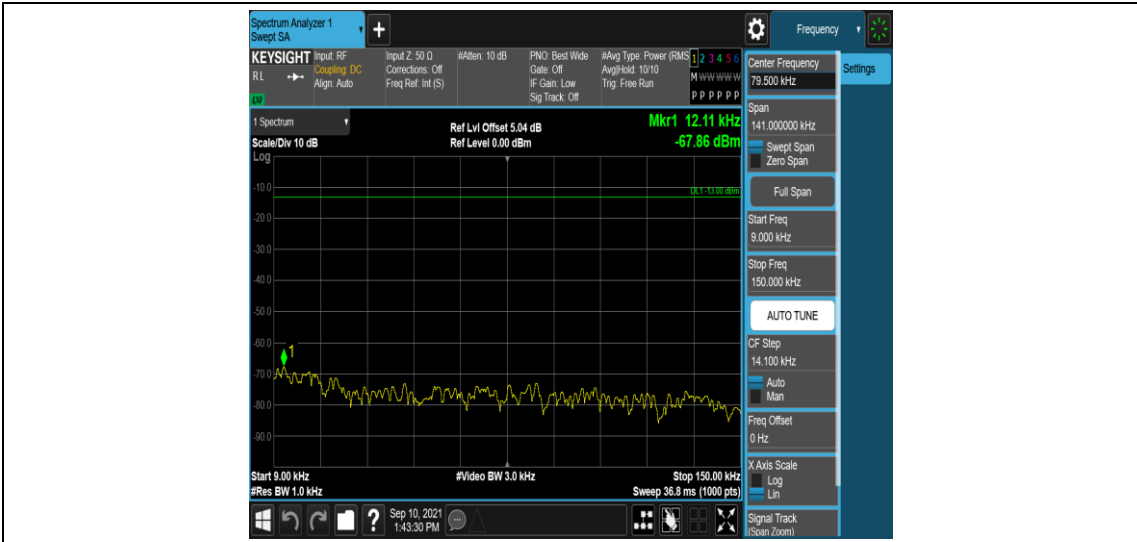 Spectrum Analyzer 1
Swept SA
+
Frequency
KEYSIGHT
RL
LXI
Input: RF
Coupling: DC
Align: Auto
Input Z: 50 Ω
Corrections: Off
Freq Ref: Int (S)
#Atten: 10 dB
PNO: Best Wide
Gate: Off
IF Gain: Low
Sig Track: Off
#Avg Type: Power (RMS
Avg|Hold: 10/10
Trig: Free Run
1 2 3 4 5 6
M W W W W W
P P P P P P
1 Spectrum
Scale/Div 10 dB
Ref Lvl Offset 5.04 dB
Ref Level 0.00 dBm
Mkr1 12.11 kHz
-67.86 dBm
Log
DL1 -13.00 dBm
-10.0
-20.0
-30.0
-40.0
-50.0
-60.0
-70.0
-80.0
-90.0
1
Start 9.00 kHz
#Res BW 1.0 kHz
#Video BW 3.0 kHz
Stop 150.00 kHz
Sweep 36.8 ms (1000 pts)
Center Frequency
79.500 kHz
Settings
Span
141.000000 kHz
Swept Span
Zero Span
Full Span
Start Freq
9.000 kHz
Stop Freq
150.000 kHz
AUTO TUNE
CF Step
14.100 kHz
Auto
Man
Freq Offset
0 Hz
X Axis Scale
Log
Lin
Signal Track
(Span Zoom)
?
Sep 10, 2021
1:43:30 PM